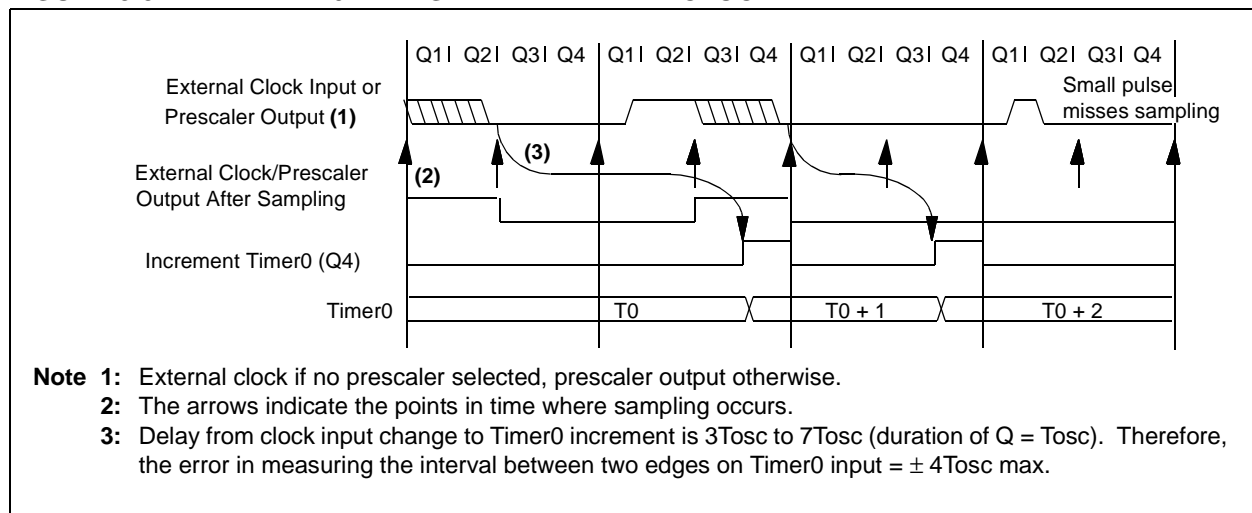 Q1 Q2 Q3 Q4 Q1 Q2 Q3 Q4 Q1 Q2 Q3 Q4 Q1 Q2 Q3 Q4
External Clock Input or
Prescaler Output (1)
Small pulse
misses sampling
(3)
External Clock/Prescaler
Output After Sampling
(2)
Increment Timer0 (Q4)
Timer0
T0 T0 + 1 T0 + 2
Note 1: External clock if no prescaler selected, prescaler output otherwise.
2: The arrows indicate the points in time where sampling occurs.
3: Delay from clock input change to Timer0 increment is 3Tosc to 7Tosc (duration of Q = Tosc). Therefore,
the error in measuring the interval between two edges on Timer0 input = ± 4Tosc max.